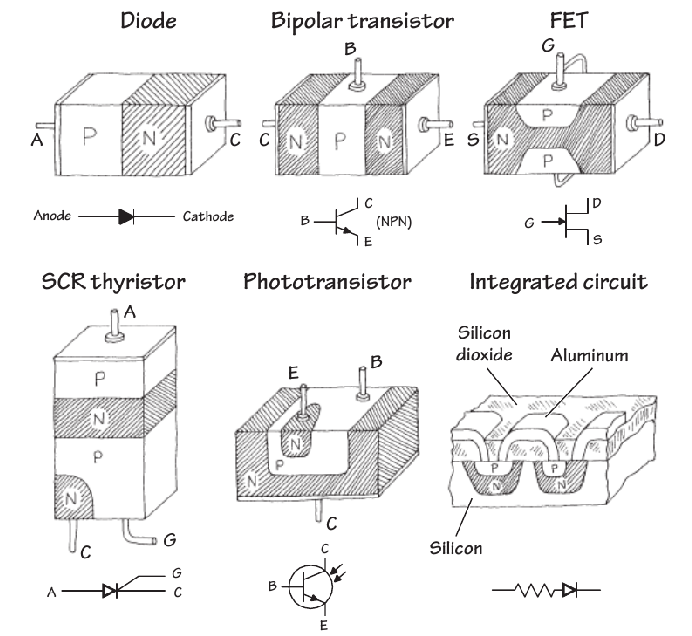 Diode
Bipolar transistor
FET
B
G
A
P
N
C
C
N
P
N
E
S
N
P
P
D
Anode
Cathode
B
C
(NPN)
E
G
D
S
SCR thyristor
Phototransistor
Integrated circuit
A
P
N
P
N
C
G
E
B
N
P
N
C
Silicon
dioxide
Aluminum
P
N
P
N
Silicon
A
G
C
C
B
E